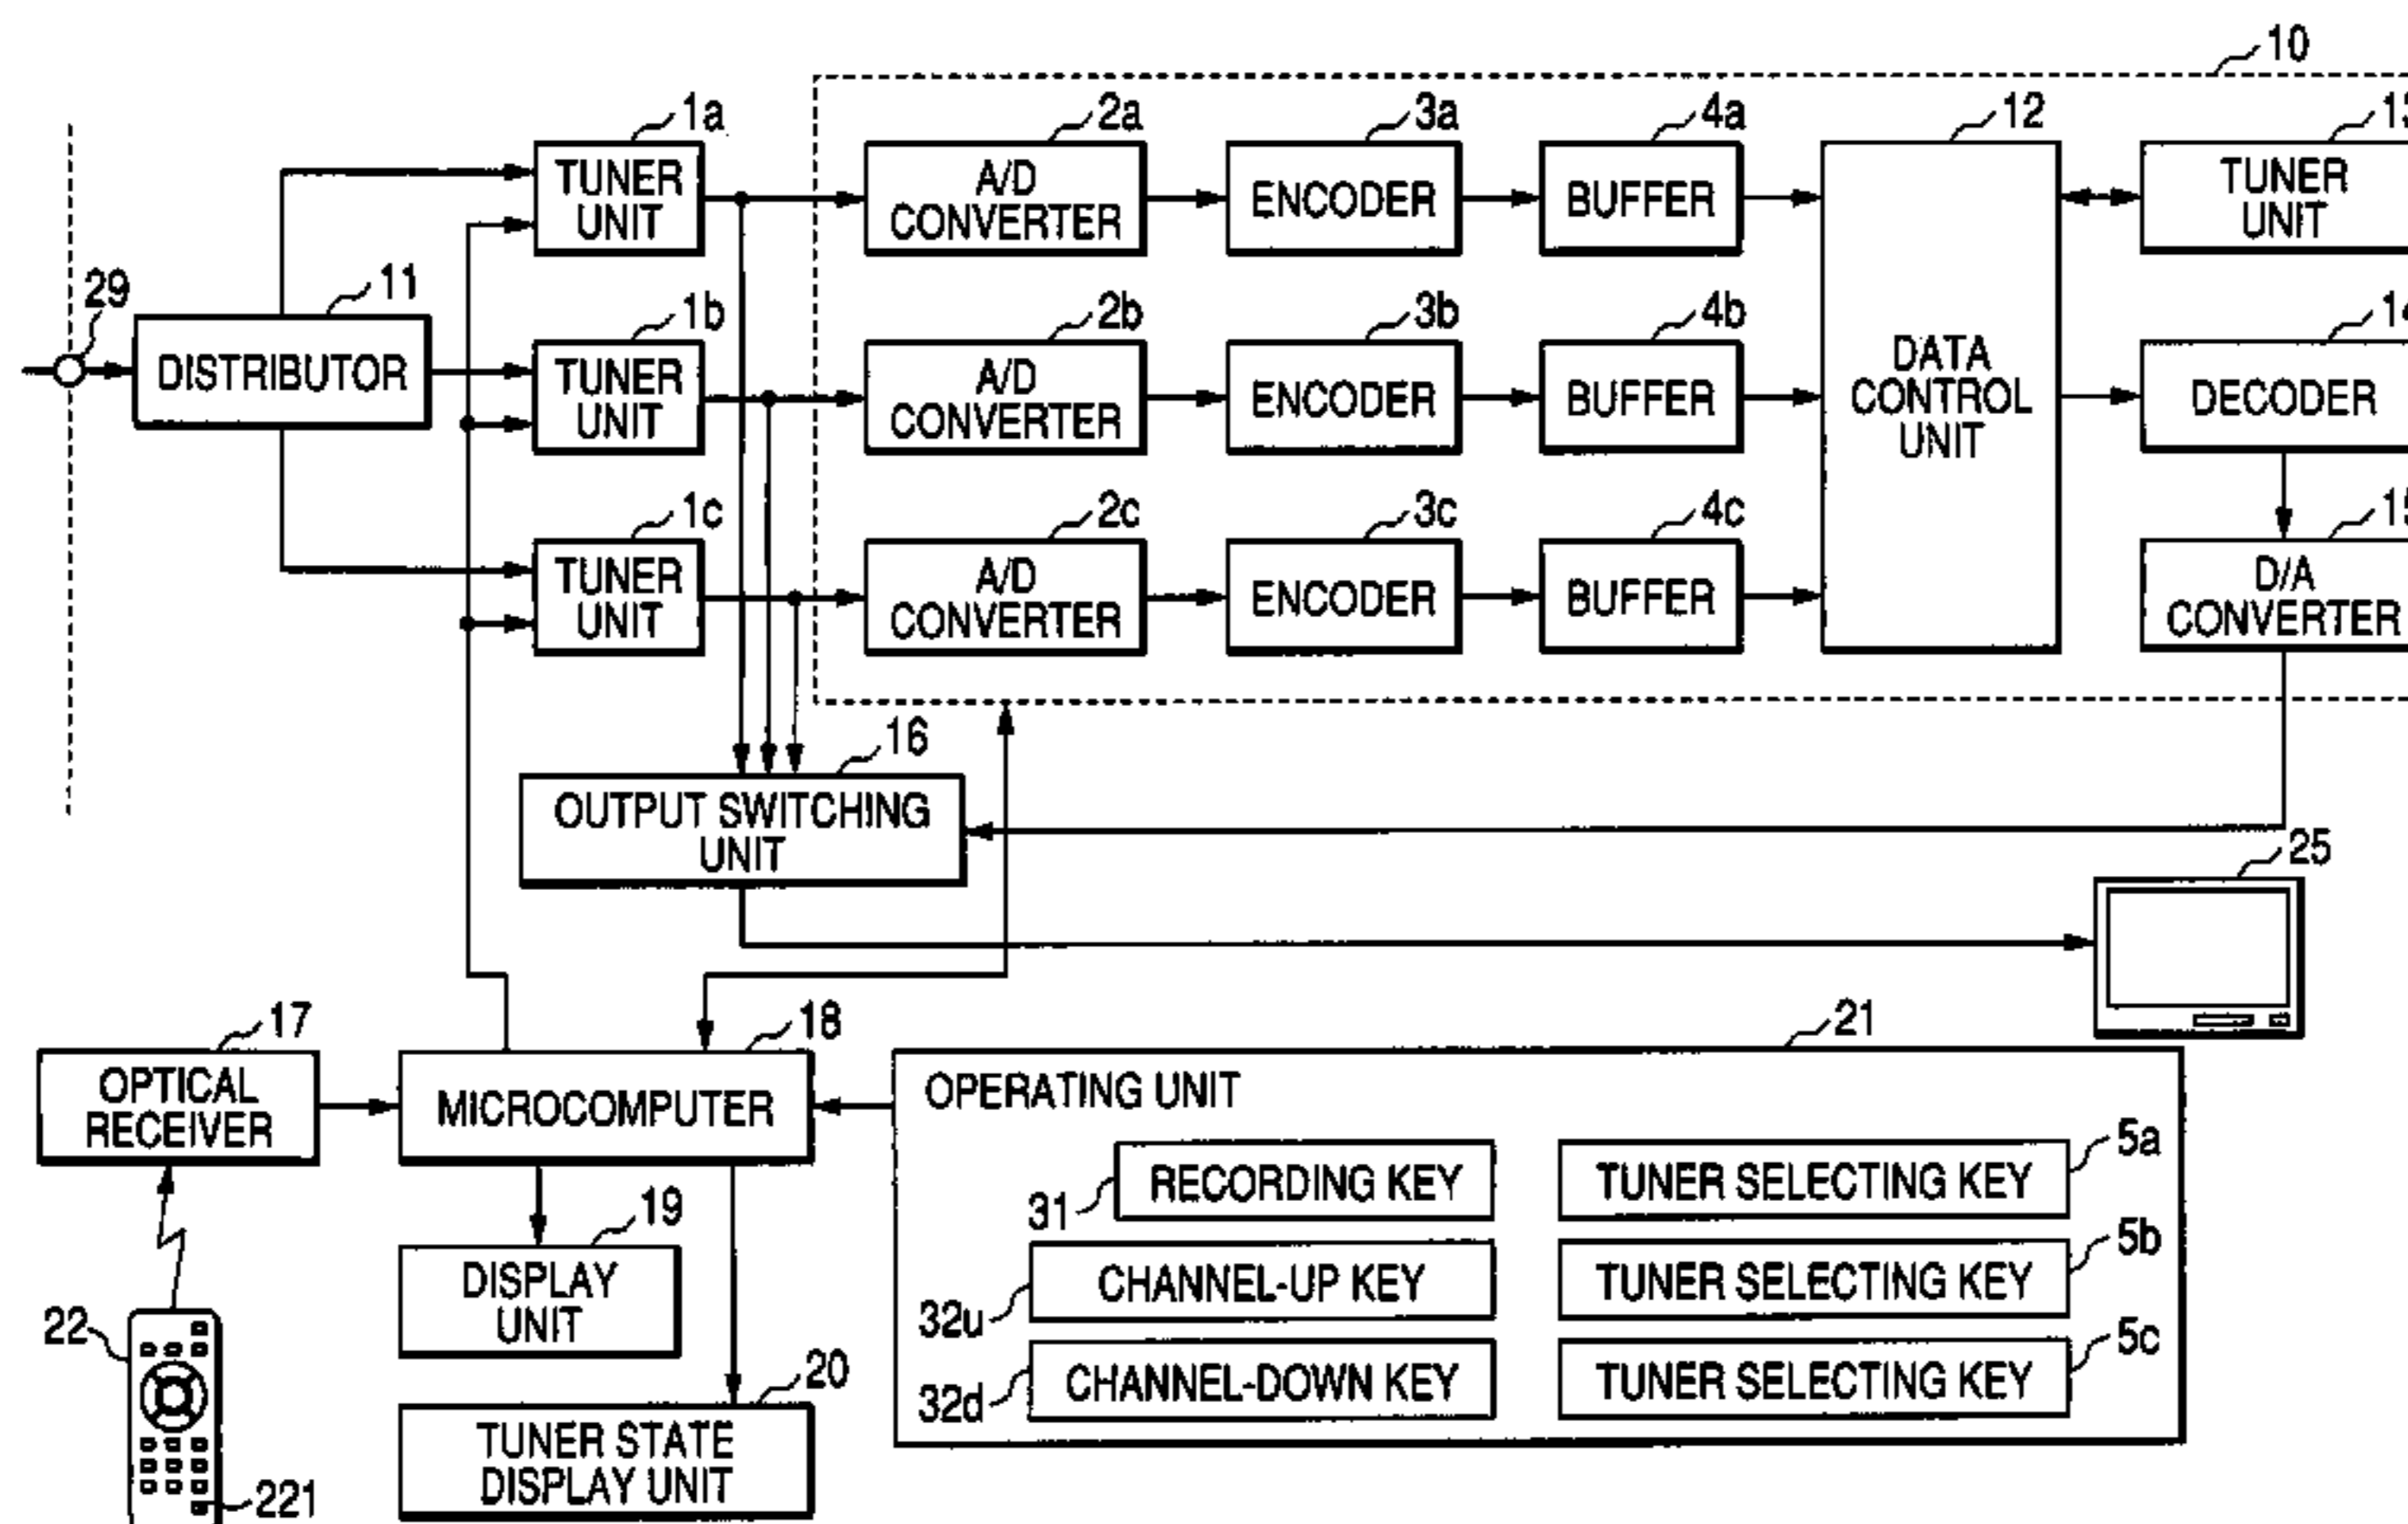 10
1a
2a
3a
4a
12
13
TUNER
UNIT
A/D
CONVERTER
ENCODER
BUFFER
TUNER
UNIT
29
11
1b
2b
3b
4b
14
DISTRIBUTOR
TUNER
UNIT
A/D
CONVERTER
ENCODER
BUFFER
DATA
CONTROL
UNIT
DECODER
1c
2c
3c
4c
15
TUNER
UNIT
A/D
CONVERTER
ENCODER
BUFFER
D/A
CONVERTER
16
OUTPUT SWITCHING
UNIT
25
17
18
21
OPTICAL
RECEIVER
MICROCOMPUTER
OPERATING UNIT
31
RECORDING KEY
TUNER SELECTING KEY
5a
19
DISPLAY
UNIT
32u
CHANNEL-UP KEY
TUNER SELECTING KEY
5b
22
20
32d
CHANNEL-DOWN KEY
TUNER SELECTING KEY
5c
TUNER STATE
DISPLAY UNIT
221